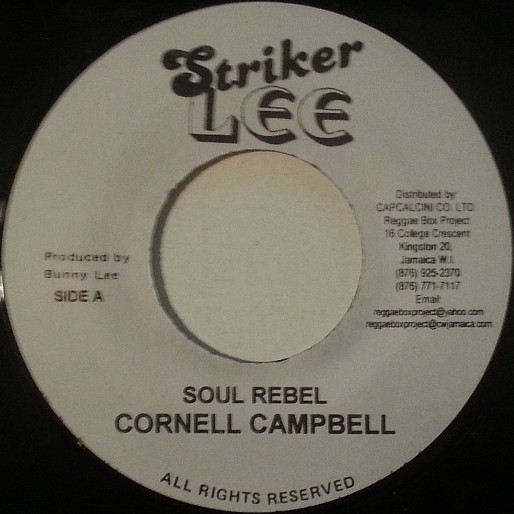 Striker
LEE
Distributed by:
CAPCALCINI CO. LTD.
Reggae Box Project
16 College Crescent
Kingston 20,
Jamaica W.I.
(876) 925-2370
(876) 771-7117
Email:
reggaeboxproject@yahoo.com
reggaeboxproject@cwjamaica.com
Produced by
Bunny Lee
SIDE A
SOUL REBEL
CORNELL CAMPBELL
ALL RIGHTS RESERVED